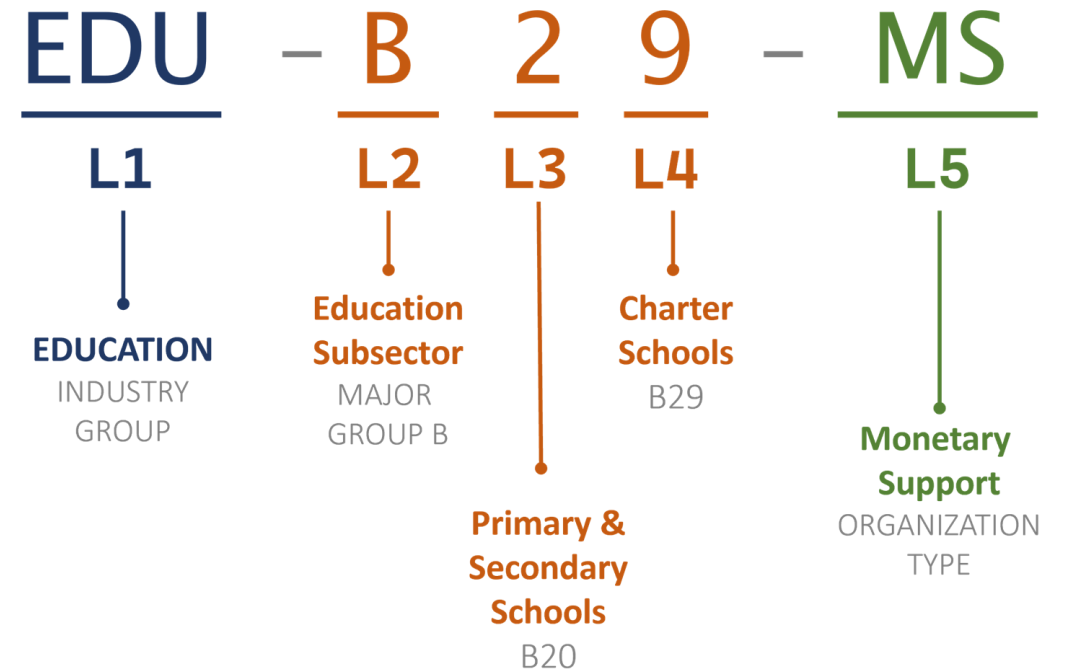 EDU – B 2 9 – MS
L1 L2 L3 L4 L5
EDUCATION
INDUSTRY
GROUP
Education
Subsector
MAJOR
GROUP B
Primary &
Secondary
Schools
B20
Charter
Schools
B29
Monetary
Support
ORGANIZATION
TYPE